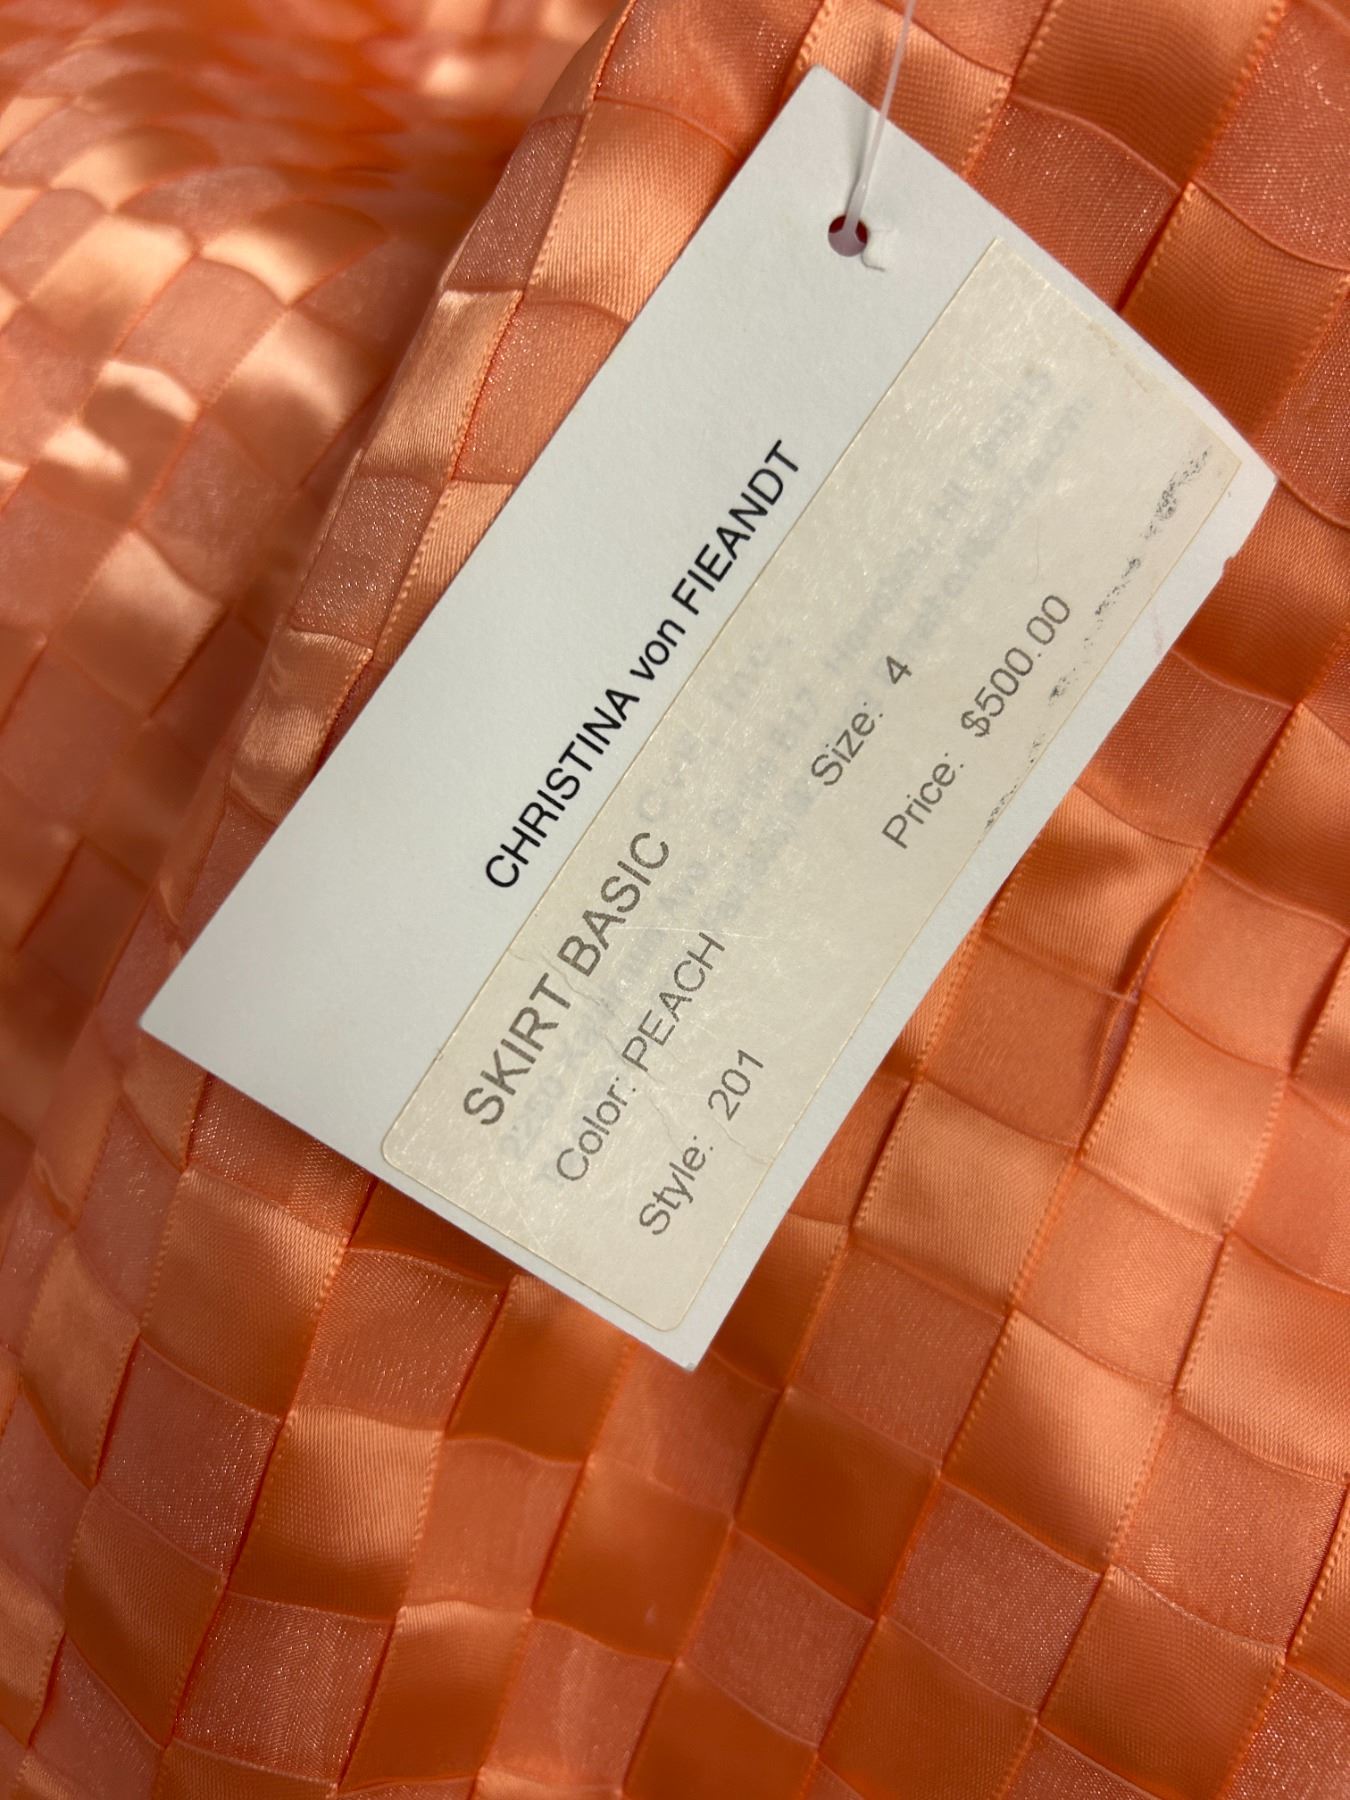 CHRISTINA von FIEANDT
SKIRT BASIC
Color: PEACH Size: 4
Style: 201 Price: $500.00